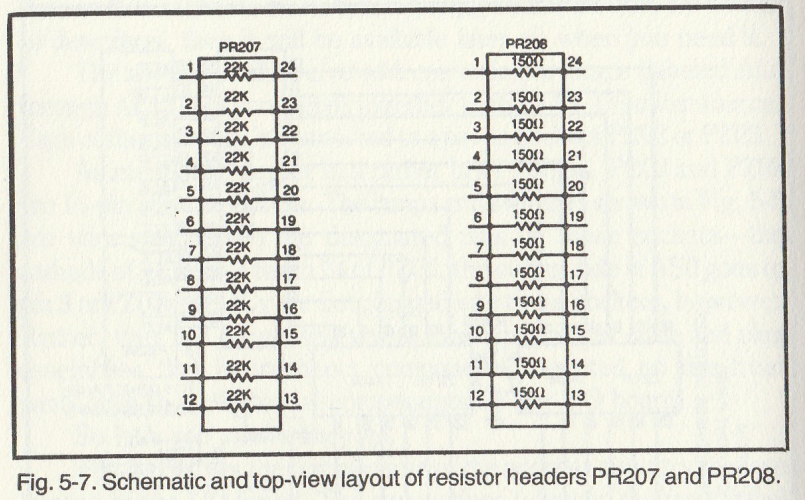 PR207
1 22K 24
2 22K 23
3 22K 22
4 22K 21
5 22K 20
6 22K 19
7 22K 18
8 22K 17
9 22K 16
10 22K 15
11 22K 14
12 22K 13
PR208
1 150Ω 24
2 150Ω 23
3 150Ω 22
4 150Ω 21
5 150Ω 20
6 150Ω 19
7 150Ω 18
8 150Ω 17
9 150Ω 16
10 150Ω 15
11 150Ω 14
12 150Ω 13
Fig. 5-7. Schematic and top-view layout of resistor headers PR207 and PR208.